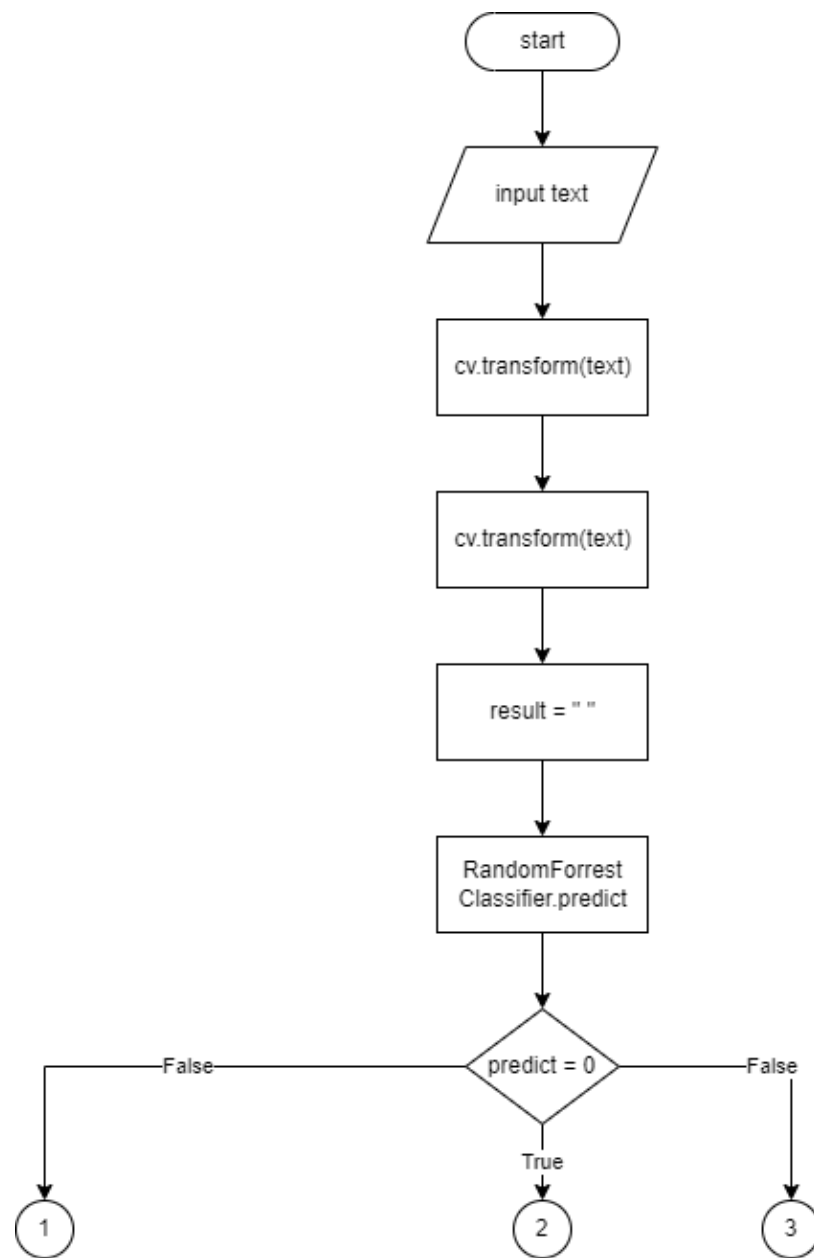 start
input text
cv.transform(text)
cv.transform(text)
result = " "
RandomForrest
Classifier.predict
False
predict = 0
False
True
1
2
3